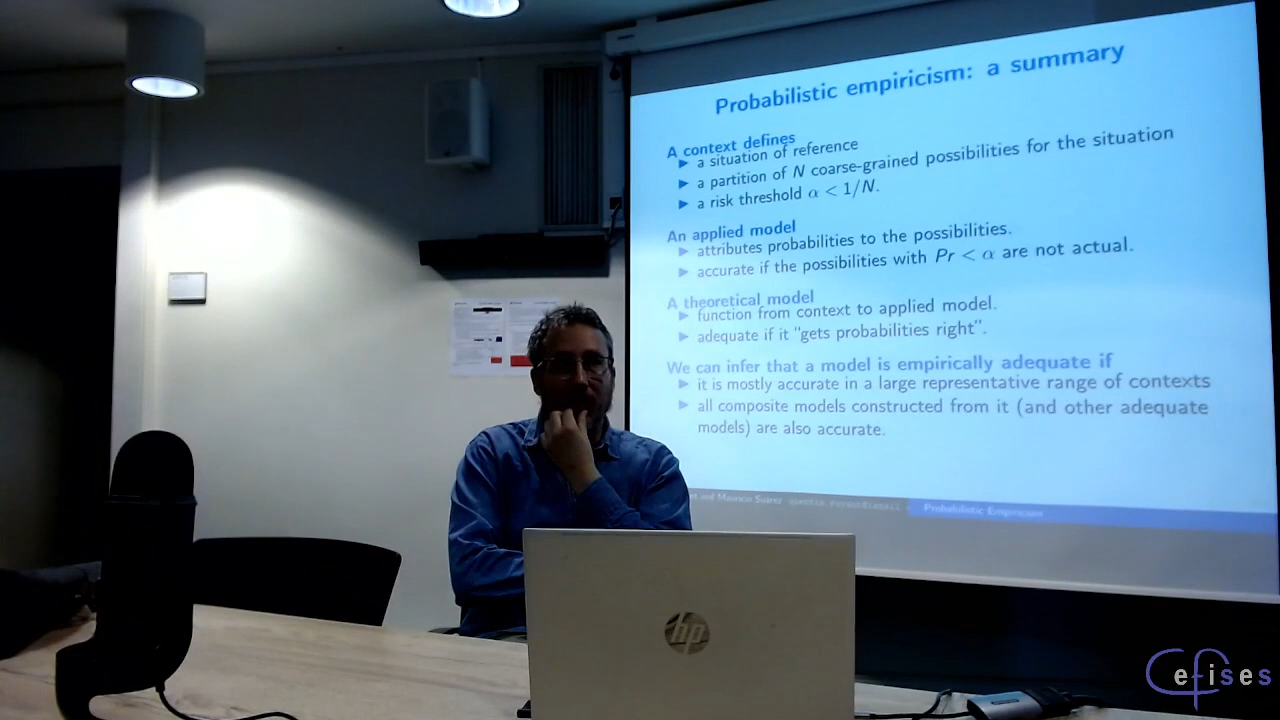 Probabilistic empiricism: a summary
A context defines
a situation of reference
a partition of N coarse-grained possibilities for the situation
a risk threshold α < 1/N.
An applied model
attributes probabilities to the possibilities.
accurate if the possibilities with Pr < α are not actual.
A theoretical model
function from context to applied model.
adequate if it "gets probabilities right".
We can infer that a model is empirically adequate if
it is mostly accurate in a large representative range of contexts
all composite models constructed from it (and other adequate
models) are also accurate.
and Mauricio Suárez
Probabilistic Empiricism
hp
Cefises